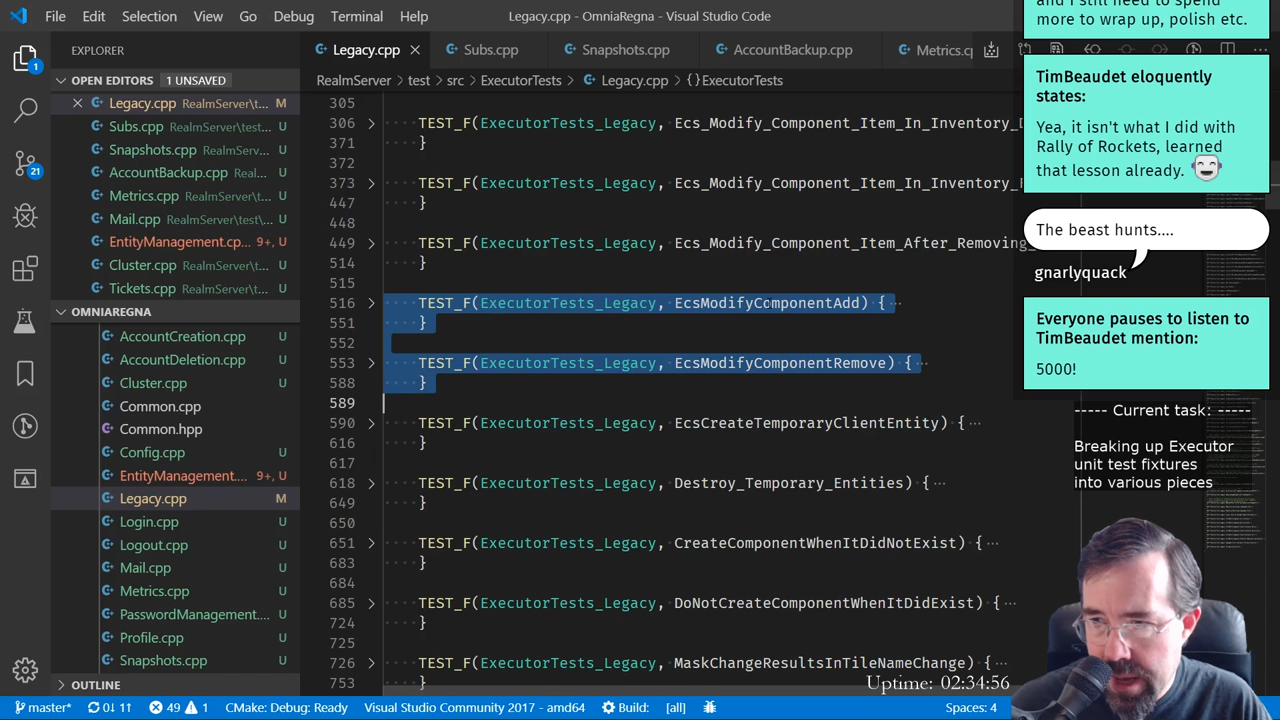 File Edit Selection View Go Debug Terminal Help Legacy.cpp - OmniaRegna - Visual Studio Code
EXPLORER
Legacy.cpp Subs.cpp Snapshots.cpp AccountBackup.cpp Metrics.cp
OPEN EDITORS 1 UNSAVED
RealmServer > test > src > ExecutorTests > Legacy.cpp > {} ExecutorTests
Legacy.cpp RealmServer\t... M
Subs.cpp RealmServer\test... U
Snapshots.cpp RealmServ... U
AccountBackup.cpp Realm... U
Metrics.cpp RealmServer\t... U
Mail.cpp RealmServer\test\... U
EntityManagement.cp... 9+, U
Cluster.cpp RealmServer\t... U
Tickets.cpp RealmServer\t... U
OMNIAREGNA
AccountCreation.cpp U
AccountDeletion.cpp U
Cluster.cpp U
Common.cpp U
Common.hpp U
Config.cpp U
EntityManagement.... 9+, U
Legacy.cpp M
Login.cpp U
Logout.cpp U
Mail.cpp U
Metrics.cpp U
PasswordManagement.... U
Profile.cpp U
Snapshots.cpp U
OUTLINE
305
306 TEST_F(ExecutorTests_Legacy, Ecs_Modify_Component_Item_In_Inventory_D
371 }
372
373 TEST_F(ExecutorTests_Legacy, Ecs_Modify_Component_Item_In_Inventory_
447 }
448
449 TEST_F(ExecutorTests_Legacy, Ecs_Modify_Component_Item_After_Removing_
514 }
515
516 TEST_F(ExecutorTests_Legacy, EcsModifyComponentAdd) {...
551 }
552
553 TEST_F(ExecutorTests_Legacy, EcsModifyComponentRemove) {...
588 }
589
TEST_F(ExecutorTests_Legacy, EcsCreateTemporaryClientEntity) {...
616 }
617
TEST_F(ExecutorTests_Legacy, Destroy_Temporary_Entities) {...
}
TEST_F(ExecutorTests_Legacy, CreateComponentWhenItDidNotExist) {...
683 }
684
685 TEST_F(ExecutorTests_Legacy, DoNotCreateComponentWhenItDidExist) {...
724 }
725
726 TEST_F(ExecutorTests_Legacy, MaskChangeResultsInTileNameChange) {...
753 }
Uptime: 02:34:56
and I still need to spend
more to wrap up, polish etc.
TimBeaudet eloquently
states:
Yea, it isn't what I did with
Rally of Rockets, learned
that lesson already.
The beast hunts....
gnarlyquack
Everyone pauses to listen to
TimBeaudet mention:
5000!
----- Current task: -----
Breaking up Executor
unit test fixtures
into various pieces
1
21
master* 0↓ 11↑ 49 1 CMake: Debug: Ready Visual Studio Community 2017 - amd64 Build: [all] Spaces: 4